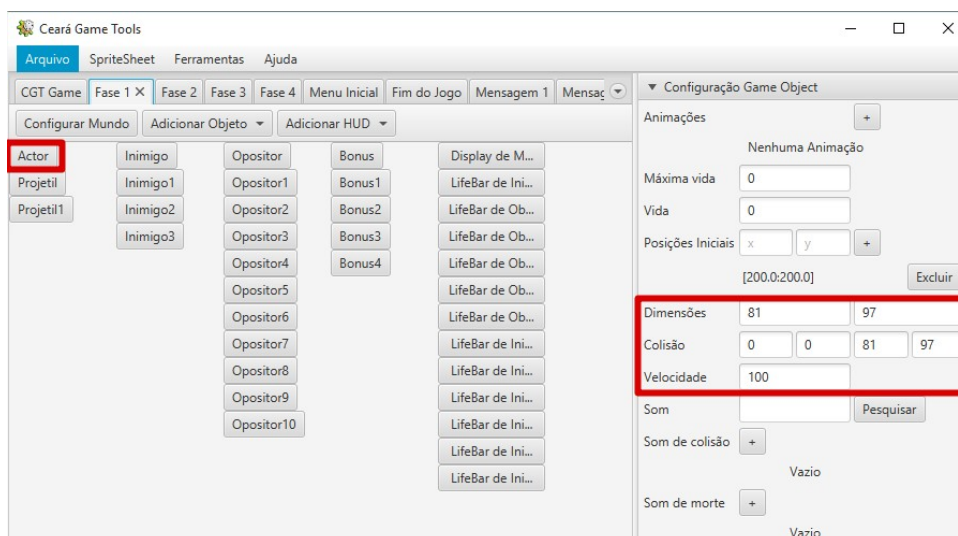 Ceará Game Tools
Arquivo SpriteSheet Ferramentas Ajuda
CGT Game Fase 1 X Fase 2 Fase 3 Fase 4 Menu Inicial Fim do Jogo Mensagem 1 Mensag
Configurar Mundo Adicionar Objeto Adicionar HUD
Actor Inimigo Opositor Bonus Display de M...
Projetil Inimigo1 Opositor1 Bonus1 LifeBar de Ini...
Projetil1 Inimigo2 Opositor2 Bonus2 LifeBar de Ob...
Inimigo3 Opositor3 Bonus3 LifeBar de Ob...
Opositor4 Bonus4 LifeBar de Ob...
Opositor5 LifeBar de Ob...
Opositor6 LifeBar de Ob...
Opositor7 LifeBar de Ini...
Opositor8 LifeBar de Ini...
Opositor9 LifeBar de Ini...
Opositor10 LifeBar de Ini...
LifeBar de Ini...
LifeBar de Ini...
Configuração Game Object
Animações +
Nenhuma Animação
Máxima vida 0
Vida 0
Posições Iniciais x y +
[200.0:200.0] Excluir
Dimensões 81 97
Colisão 0 0 81 97
Velocidade 100
Som Pesquisar
Som de colisão +
Vazio
Som de morte +
Vazio